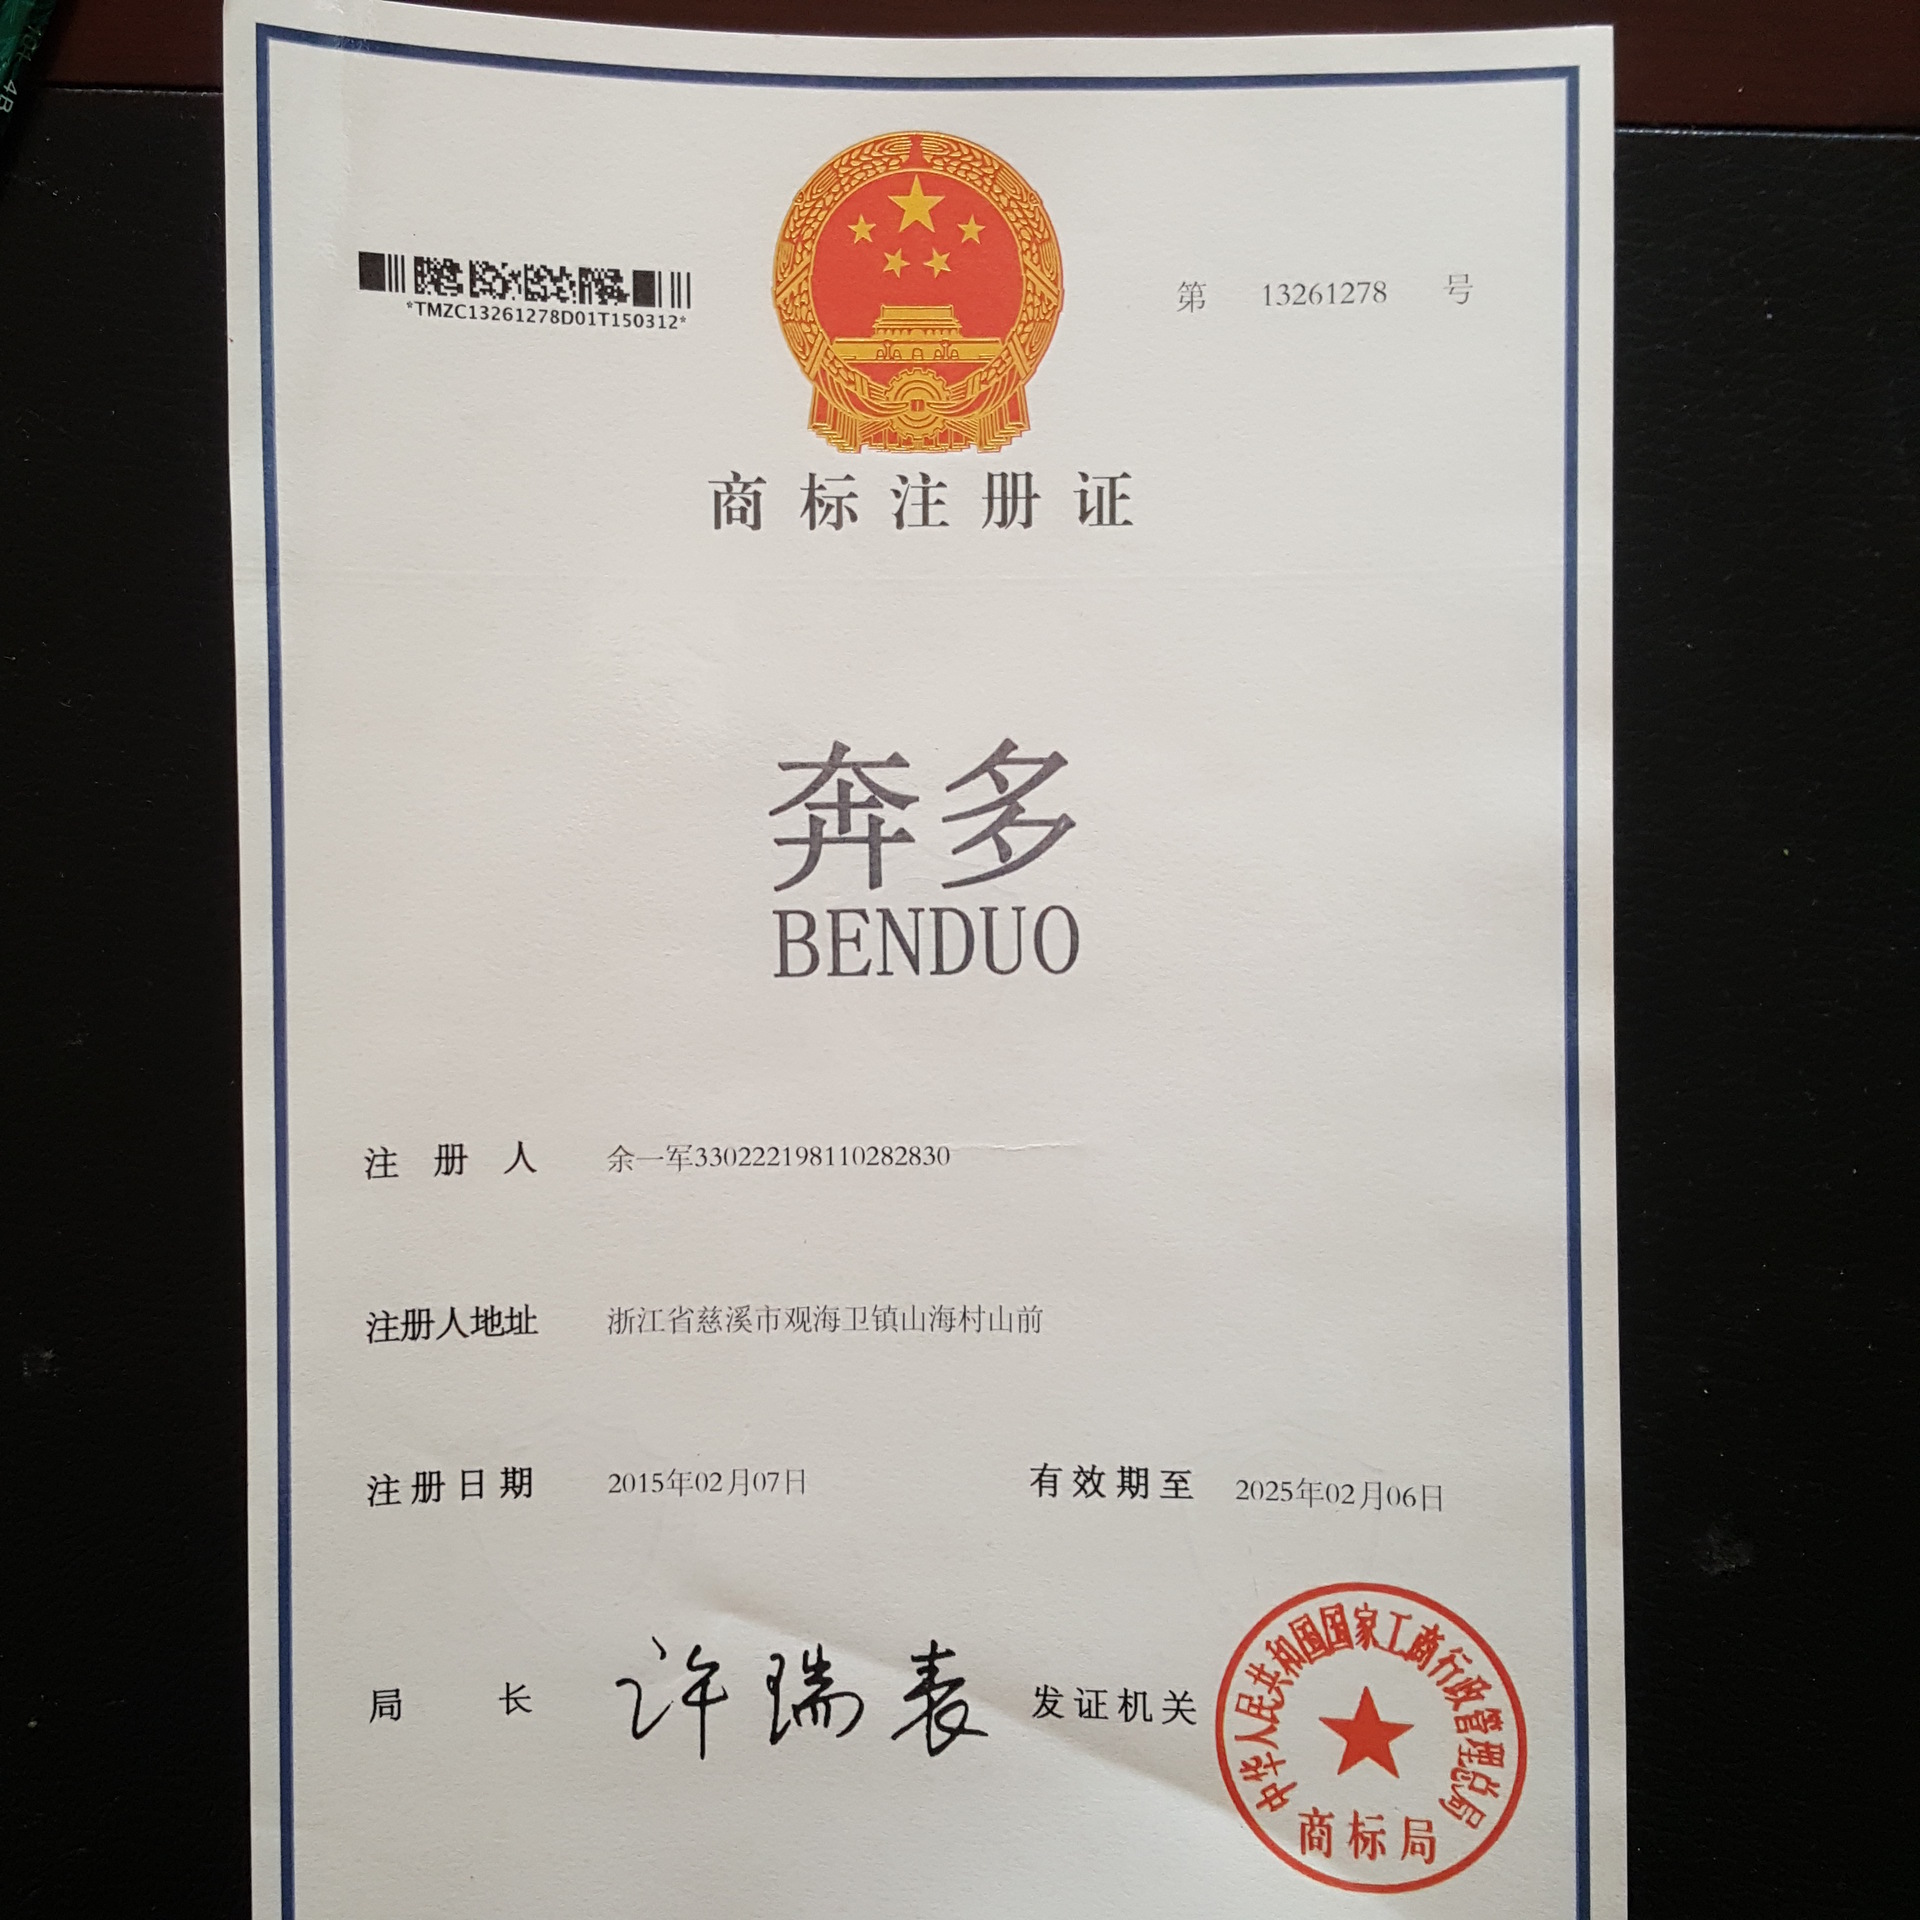 *TMZC13261278D01T150312*
第 13261278 号
商标注册证
奔多
BENDUO
注册人 余一军330222198110282830
注册人地址 浙江省慈溪市观海卫镇山海村山前
注册日期 2015年02月07日 有效期至 2025年02月06日
局长 许瑞表 发证机关
中华人民共和国国家工商行政管理总局
商标局